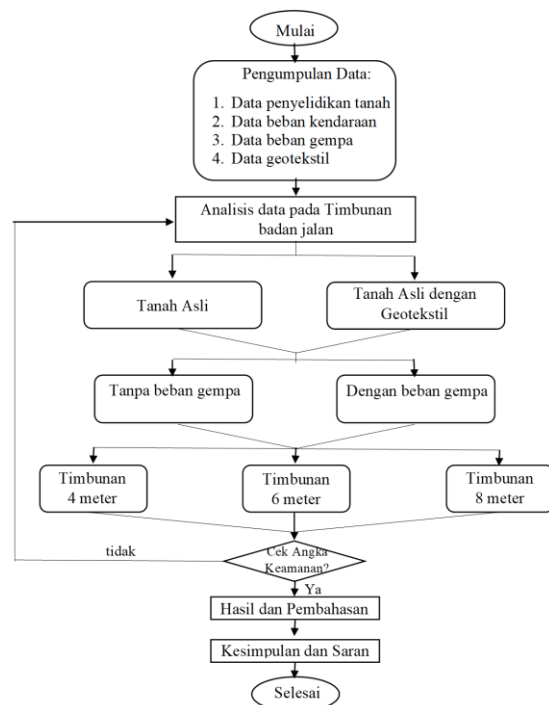 Mulai
Pengumpulan Data:
1. Data penyelidikan tanah
2. Data beban kendaraan
3. Data beban gempa
4. Data geotekstil
Analisis data pada Timbunan
badan jalan
Tanah Asli
Tanah Asli dengan
Geotekstil
Tanpa beban gempa
Dengan beban gempa
Timbunan
4 meter
Timbunan
6 meter
Timbunan
8 meter
tidak
Cek Angka
Keamanan?
Ya
Hasil dan Pembahasan
Kesimpulan dan Saran
Selesai